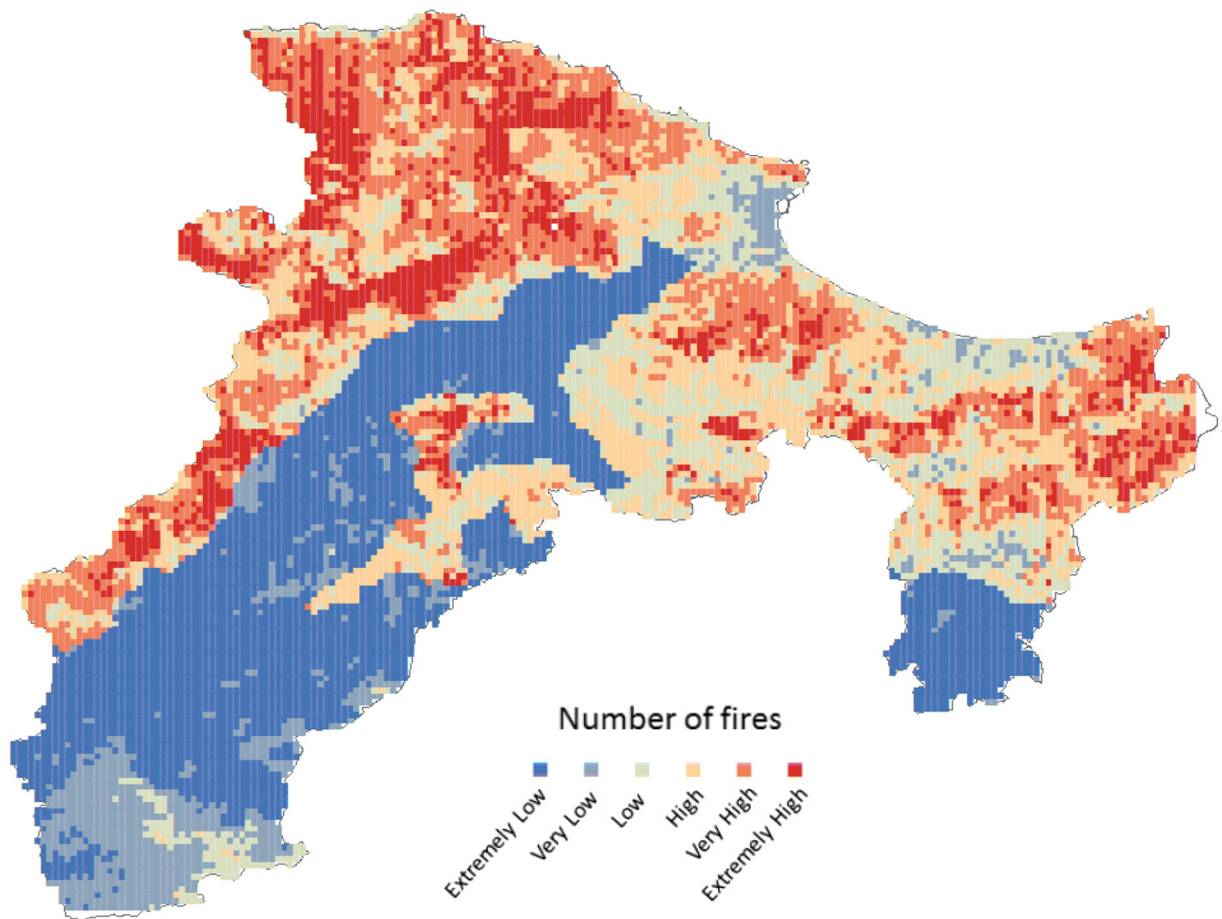 Number of fires
Extremely Low
Very Low
Low
High
Very High
Extremely High